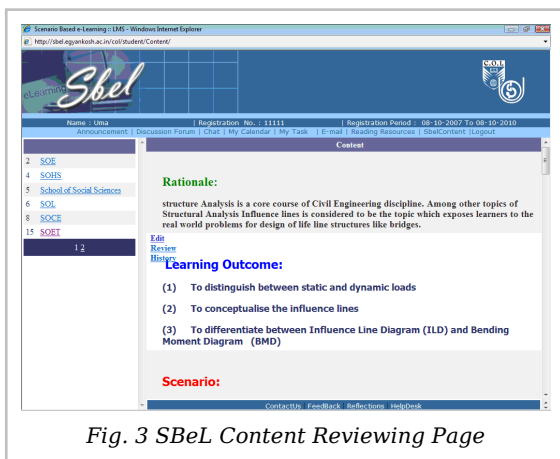 Scenario Based e-Learning :: LMS - Windows Internet Explorer
http://sbel.egyankosh.ac.in/col/student/Content/
eLearning
Sbel
C.O.L
Name : Uma | Registration No. : 11111 | Registration Period : 08-10-2007 To 08-10-2010
Announcement | Discussion Forum | Chat | My Calendar | My Task | E-mail | Reading Resources | SbelContent |Logout
Content
2 SOE
4 SOHS
5 School of Social Sciences
6 SOL
8 SOCE
15 SOET
1 2
Rationale:
structure Analysis is a core course of Civil Engineering discipline. Among other topics of
Structural Analysis Influence lines is considered to be the topic which exposes learners to the
real world problems for design of life line structures like bridges.
Edit
Review
History
Learning Outcome:
(1) To distinguish between static and dynamic loads
(2) To conceptualise the influence lines
(3) To differentiate between Influence Line Diagram (ILD) and Bending
Moment Diagram (BMD)
Scenario:
ContactUs FeedBack Reflections HelpDesk
Fig. 3 SBeL Content Reviewing Page